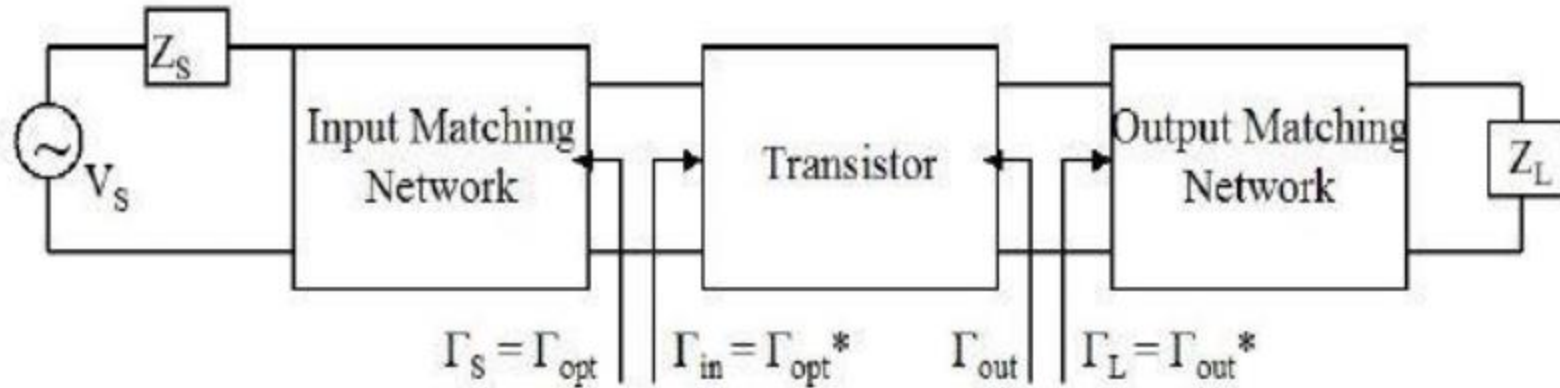 Z_S
V_S
Input Matching
Network
Transistor
Output Matching
Network
Z_L
Γ_S = Γ_opt
Γ_in = Γ_opt*
Γ_out
Γ_L = Γ_out*